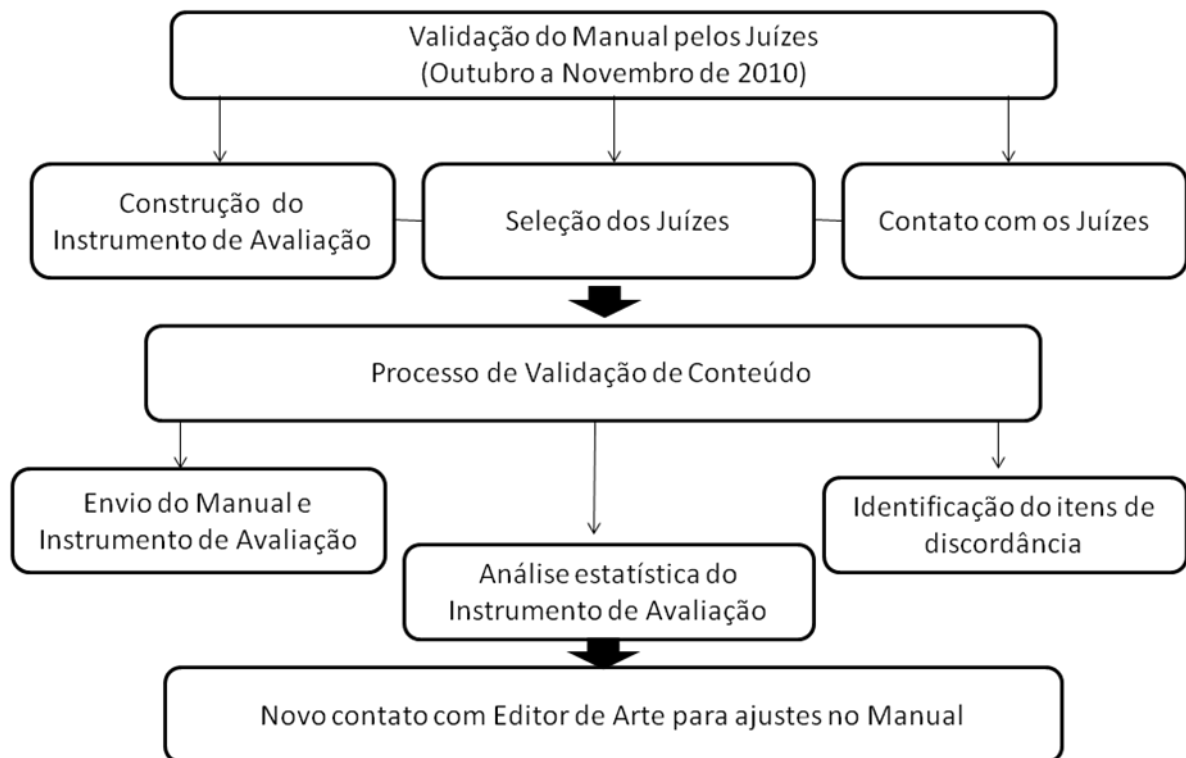 Validação do Manual pelos Juízes
(Outubro a Novembro de 2010)
Construção do
Instrumento de Avaliação
Seleção dos Juízes
Contato com os Juízes
Processo de Validação de Conteúdo
Envio do Manual e
Instrumento de Avaliação
Análise estatística do
Instrumento de Avaliação
Identificação do itens de
discordância
Novo contato com Editor de Arte para ajustes no Manual